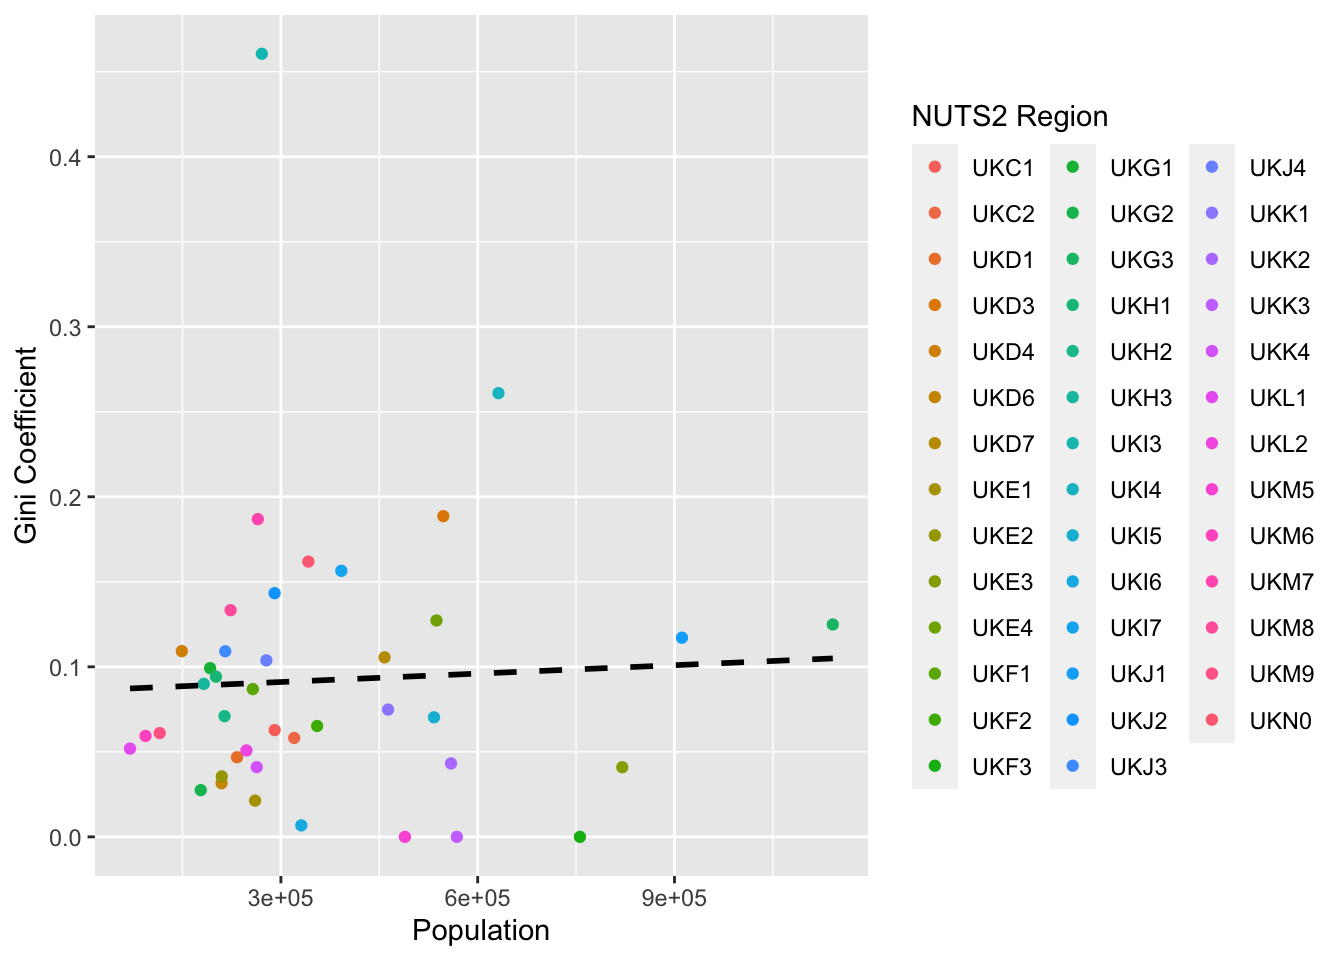 Gini Coefficient
0.4
0.3
0.2
0.1
0.0
3e+05 6e+05 9e+05
Population
NUTS2 Region
UKC1 UKG1 UKJ4
UKC2 UKG2 UKK1
UKD1 UKG3 UKK2
UKD3 UKH1 UKK3
UKD4 UKH2 UKK4
UKD6 UKH3 UKL1
UKD7 UKI3 UKL2
UKE1 UKI4 UKM5
UKE2 UKI5 UKM6
UKE3 UKI6 UKM7
UKE4 UKI7 UKM8
UKF1 UKJ1 UKM9
UKF2 UKJ2 UKN0
UKF3 UKJ3